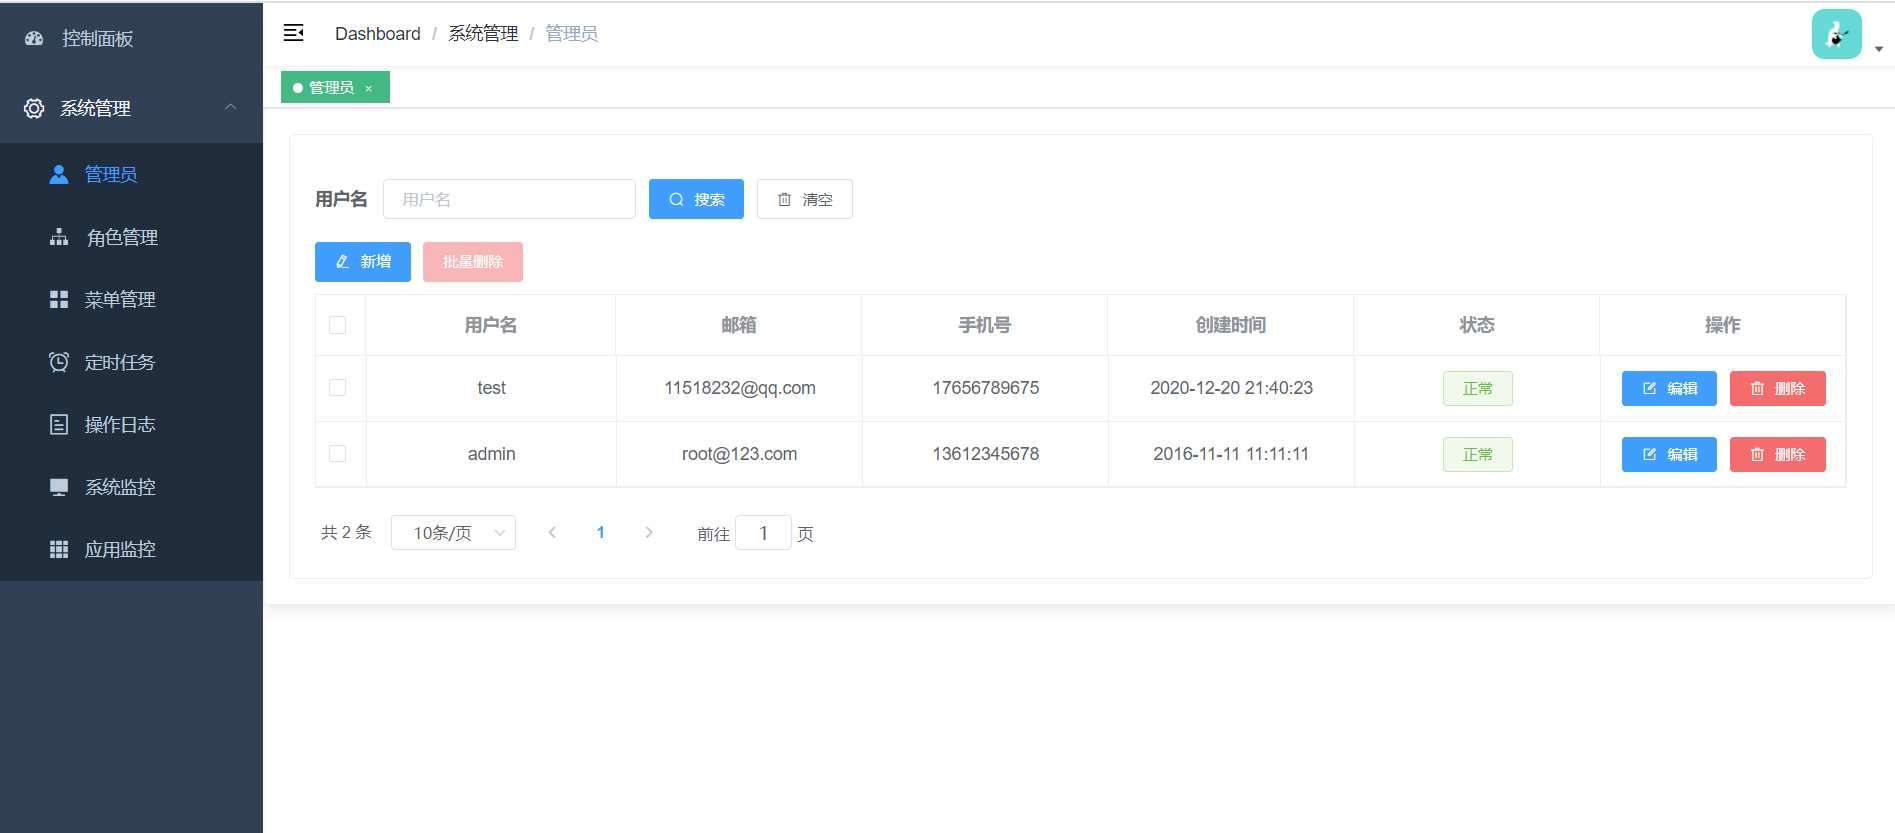 控制面板
系统管理
管理员
角色管理
菜单管理
定时任务
操作日志
系统监控
应用监控
Dashboard / 系统管理 / 管理员
管理员 ×
用户名 用户名 搜索 清空
新增 批量删除
用户名 邮箱 手机号 创建时间 状态 操作
test 11518232@qq.com 17656789675 2020-12-20 21:40:23 正常 编辑 删除
admin root@123.com 13612345678 2016-11-11 11:11:11 正常 编辑 删除
共 2 条 10条/页 1 前往 1 页